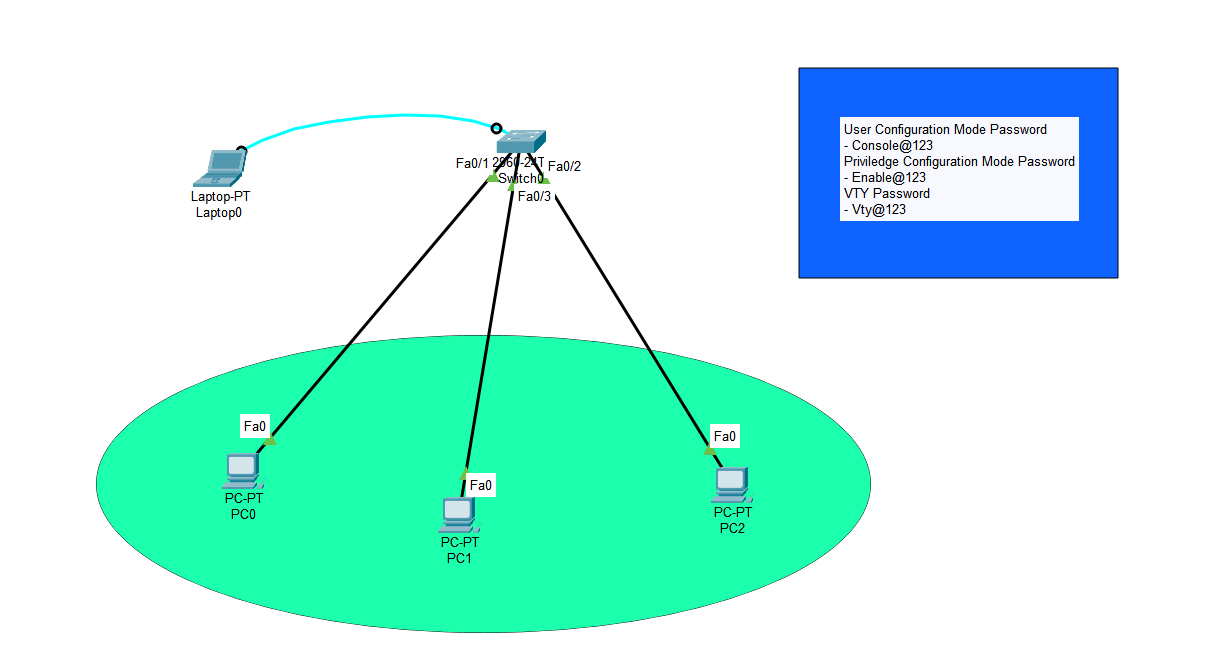 User Configuration Mode Password
- Console@123
Priviledge Configuration Mode Password
- Enable@123
VTY Password
- Vty@123
Fa0/1 2960-24T Fa0/2
Switch0
Fa0/3
Laptop-PT
Laptop0
Fa0
PC-PT
PC0
Fa0
PC-PT
PC1
Fa0
PC-PT
PC2